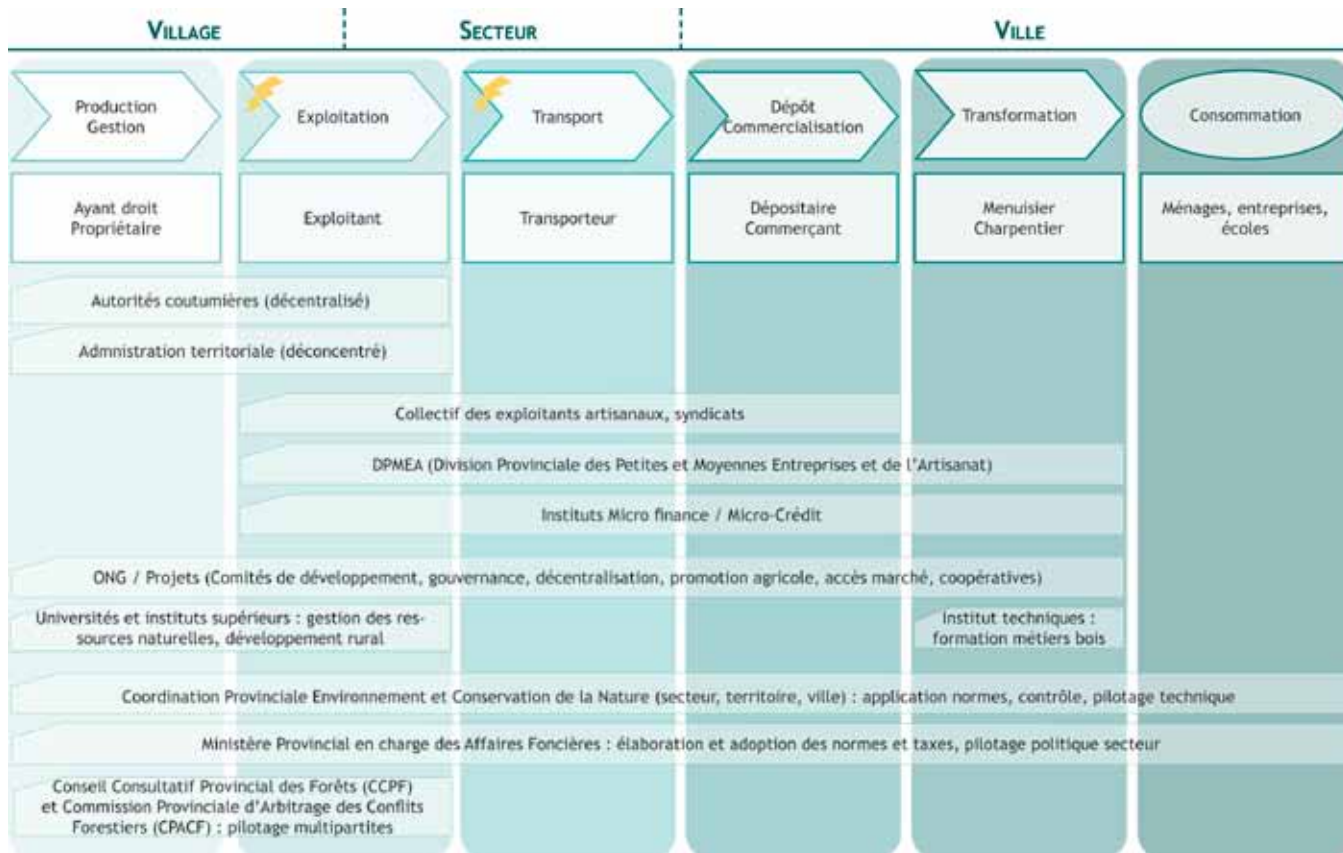 VILLAGE
SECTEUR
VILLE
Production
Gestion
Exploitation
Transport
Dépôt
Commercialisation
Transformation
Consommation
Ayant droit
Propriétaire
Exploitant
Transporteur
Dépositaire
Commerçant
Menuisier
Charpentier
Ménages, entreprises,
écoles
Autorités coutumières (décentralisé)
Admnistration territoriale (déconcentré)
Collectif des exploitants artisanaux, syndicats
DPMEA (Division Provinciale des Petites et Moyennes Entreprises et de l'Artisanat)
Instituts Micro finance / Micro-Crédit
ONG / Projets (Comités de développement, gouvernance, décentralisation, promotion agricole, accès marché, coopératives)
Universités et instituts supérieurs : gestion des res-
sources naturelles, développement rural
Institut techniques :
formation métiers bois
Coordination Provinciale Environnement et Conservation de la Nature (secteur, territoire, ville) : application normes, contrôle, pilotage technique
Ministère Provincial en charge des Affaires Foncières : élaboration et adoption des normes et taxes, pilotage politique secteur
Conseil Consultatif Provincial des Forêts (CCPF)
et Commission Provinciale d'Arbitrage des Conflits
Forestiers (CPACF) : pilotage multipartites